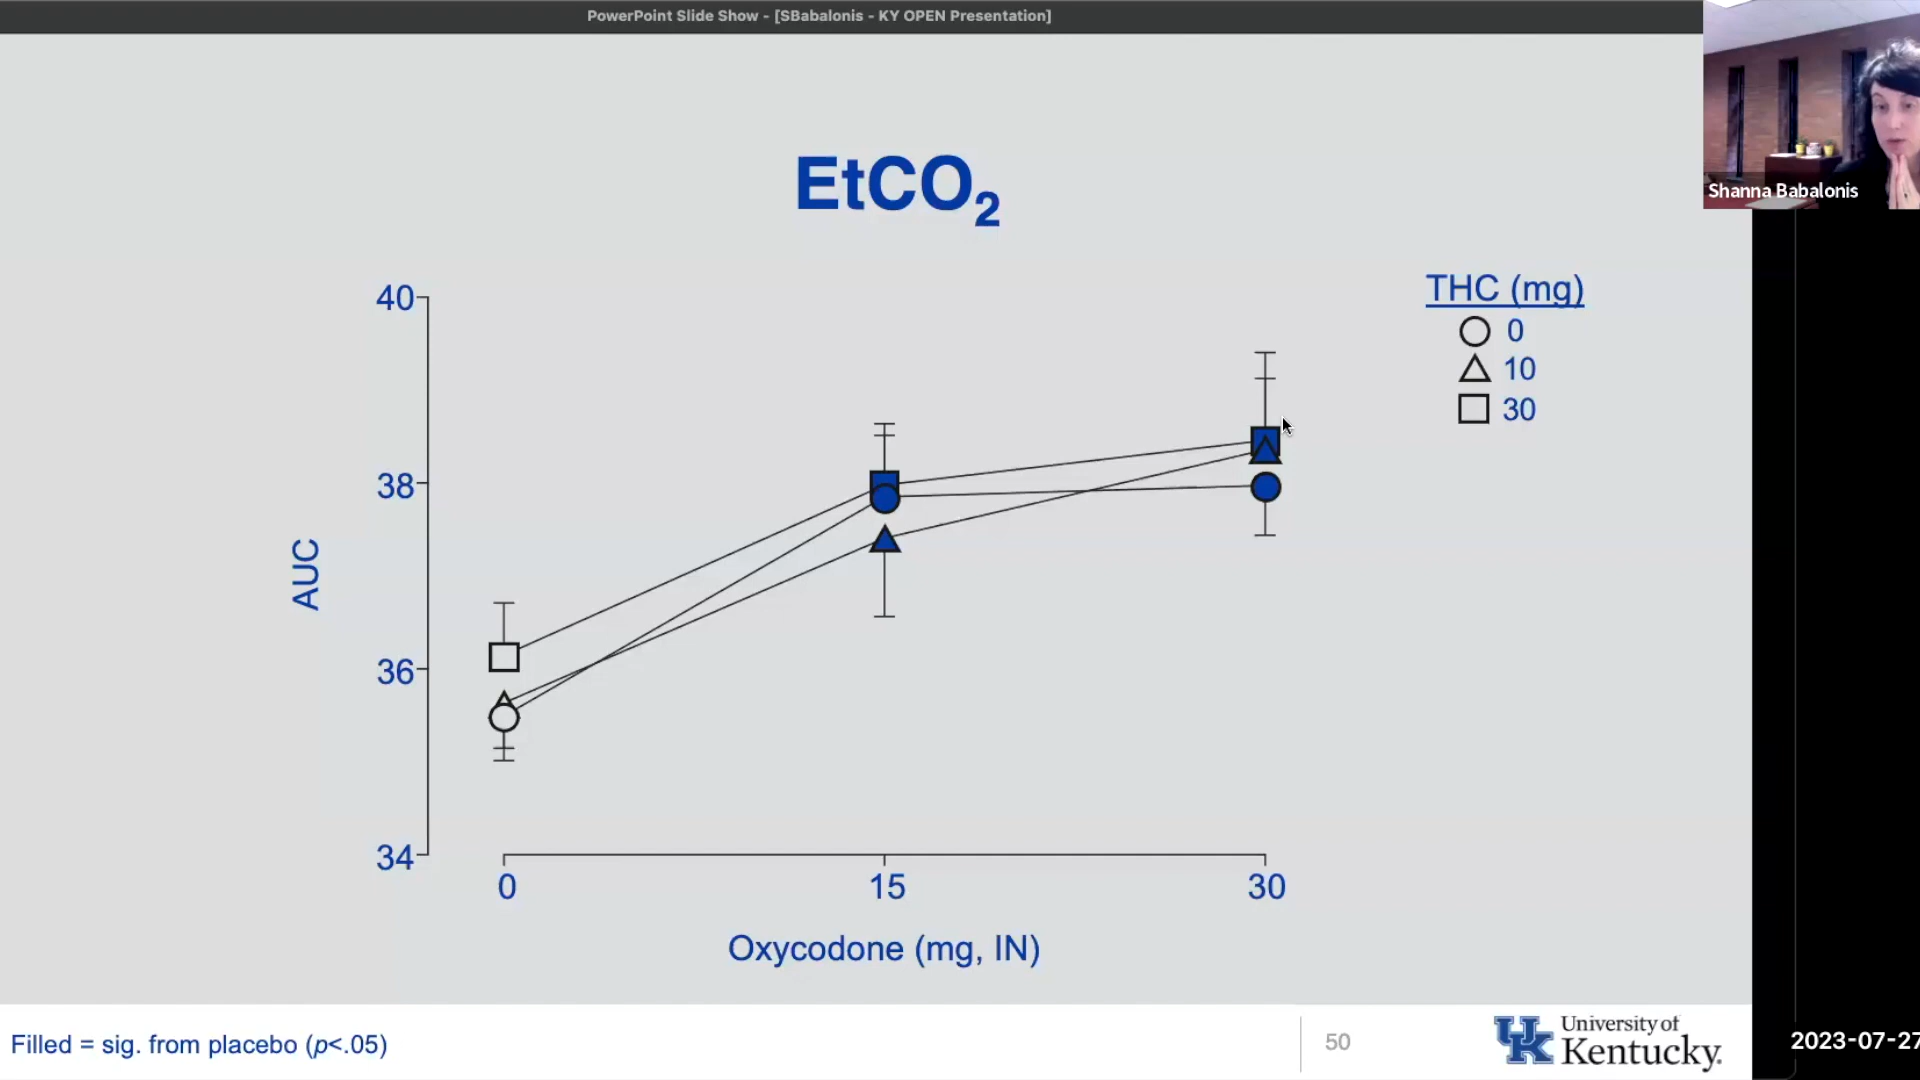 PowerPoint Slide Show - [SBabalonis - KY OPEN Presentation]
Shanna Babalonis
EtCO₂
THC (mg)
0
10
30
40
38
36
34
AUC
0
15
30
Oxycodone (mg, IN)
Filled = sig. from placebo (p<.05)
50
UK
University of
Kentucky.
2023-07-27